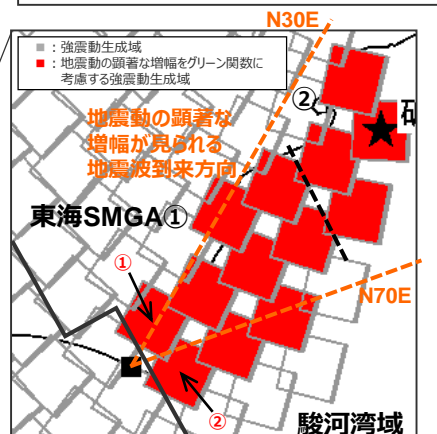 N30E
■：強震動生成域
■：地震動の顕著な増幅をグリーン関数に
考慮する強震動生成域
②
地震動の顕著な
増幅が見られる
地震波到来方向
東海SMGA①
①
N70E
②
駿河湾域